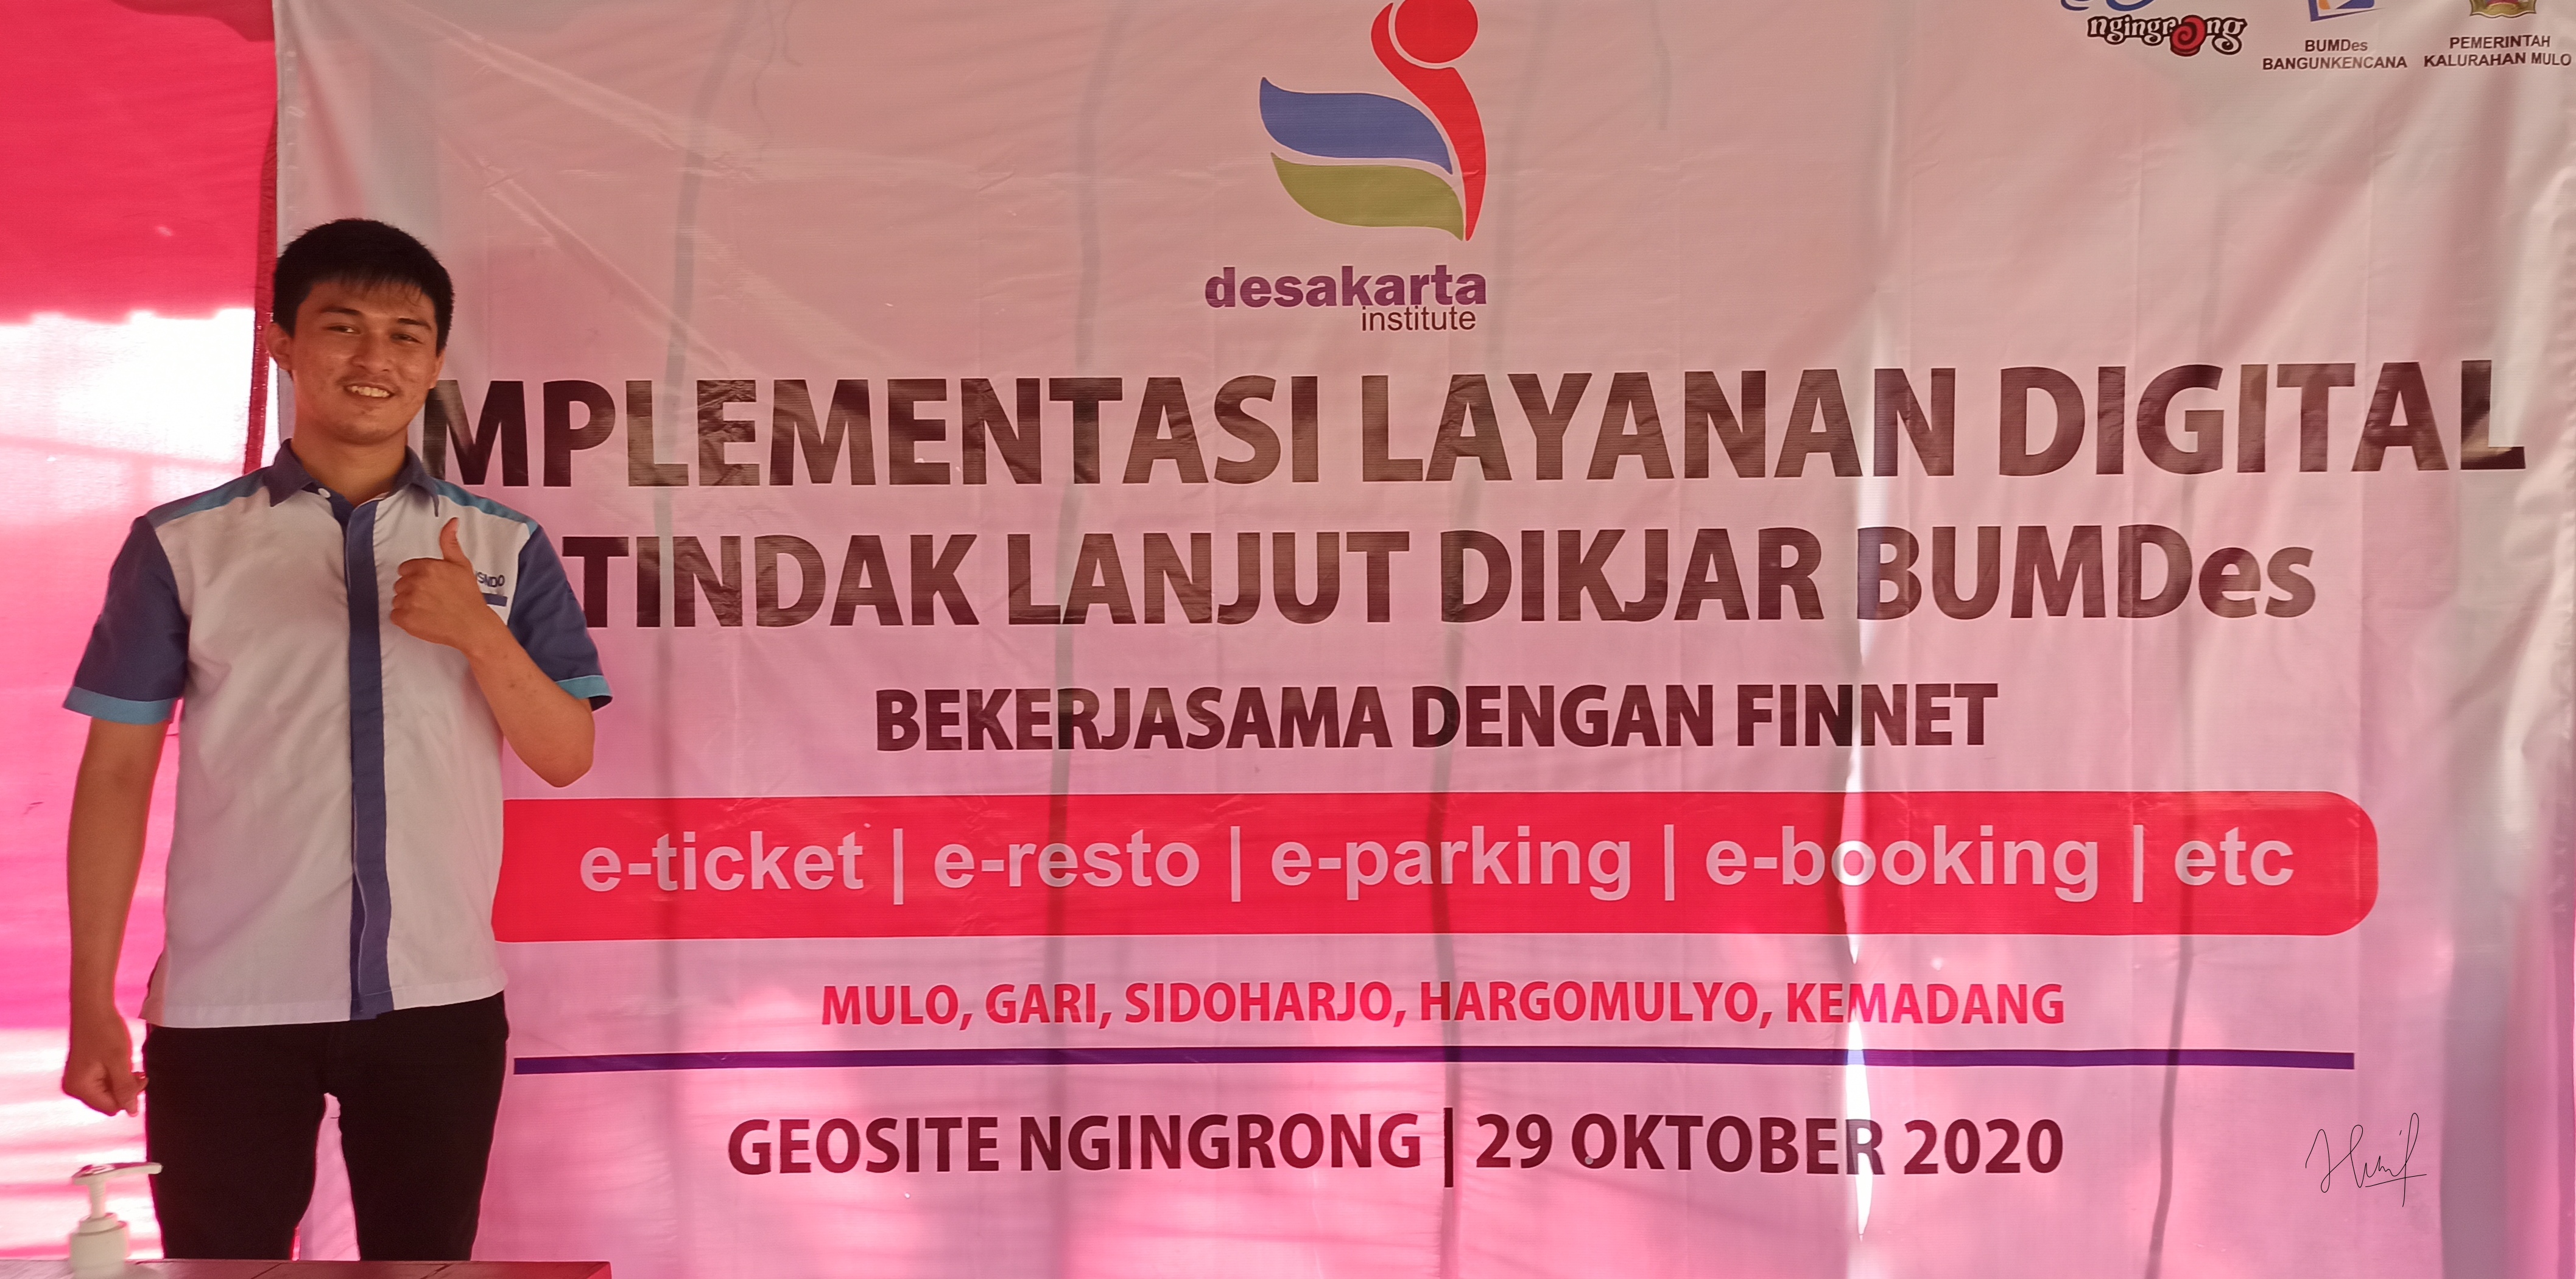 ngingrong
BUMDes
BANGUNKENCANA
PEMERINTAH
KALURAHAN MULO
desakarta
institute
MPLEMENTASI LAYANAN DIGITAL
TINDAK LANJUT DIKJAR BUMDes
BEKERJASAMA DENGAN FINNET
e-ticket | e-resto | e-parking | e-booking | etc
MULO, GARI, SIDOHARJO, HARGOMULYO, KEMADANG
GEOSITE NGINGRONG | 29 OKTOBER 2020